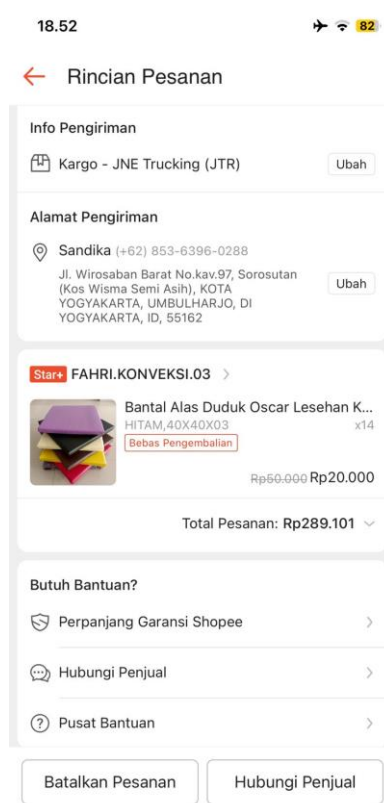 18.52
82
Rincian Pesanan
Info Pengiriman
Kargo - JNE Trucking (JTR)
Ubah
Alamat Pengiriman
Sandika (+62) 853-6396-0288
Jl. Wirosaban Barat No.kav.97, Sorosutan
(Kos Wisma Semi Asih), KOTA
YOGYAKARTA, UMBULHARJO, DI
YOGYAKARTA, ID, 55162
Ubah
Star+ FAHRI.KONVEKSI.03
Bantal Alas Duduk Oscar Lesehan K...
HITAM,40X40X03 x14
Bebas Pengembalian
Rp50.000 Rp20.000
Total Pesanan: Rp289.101
Butuh Bantuan?
Perpanjang Garansi Shopee
Hubungi Penjual
Pusat Bantuan
Batalkan Pesanan
Hubungi Penjual